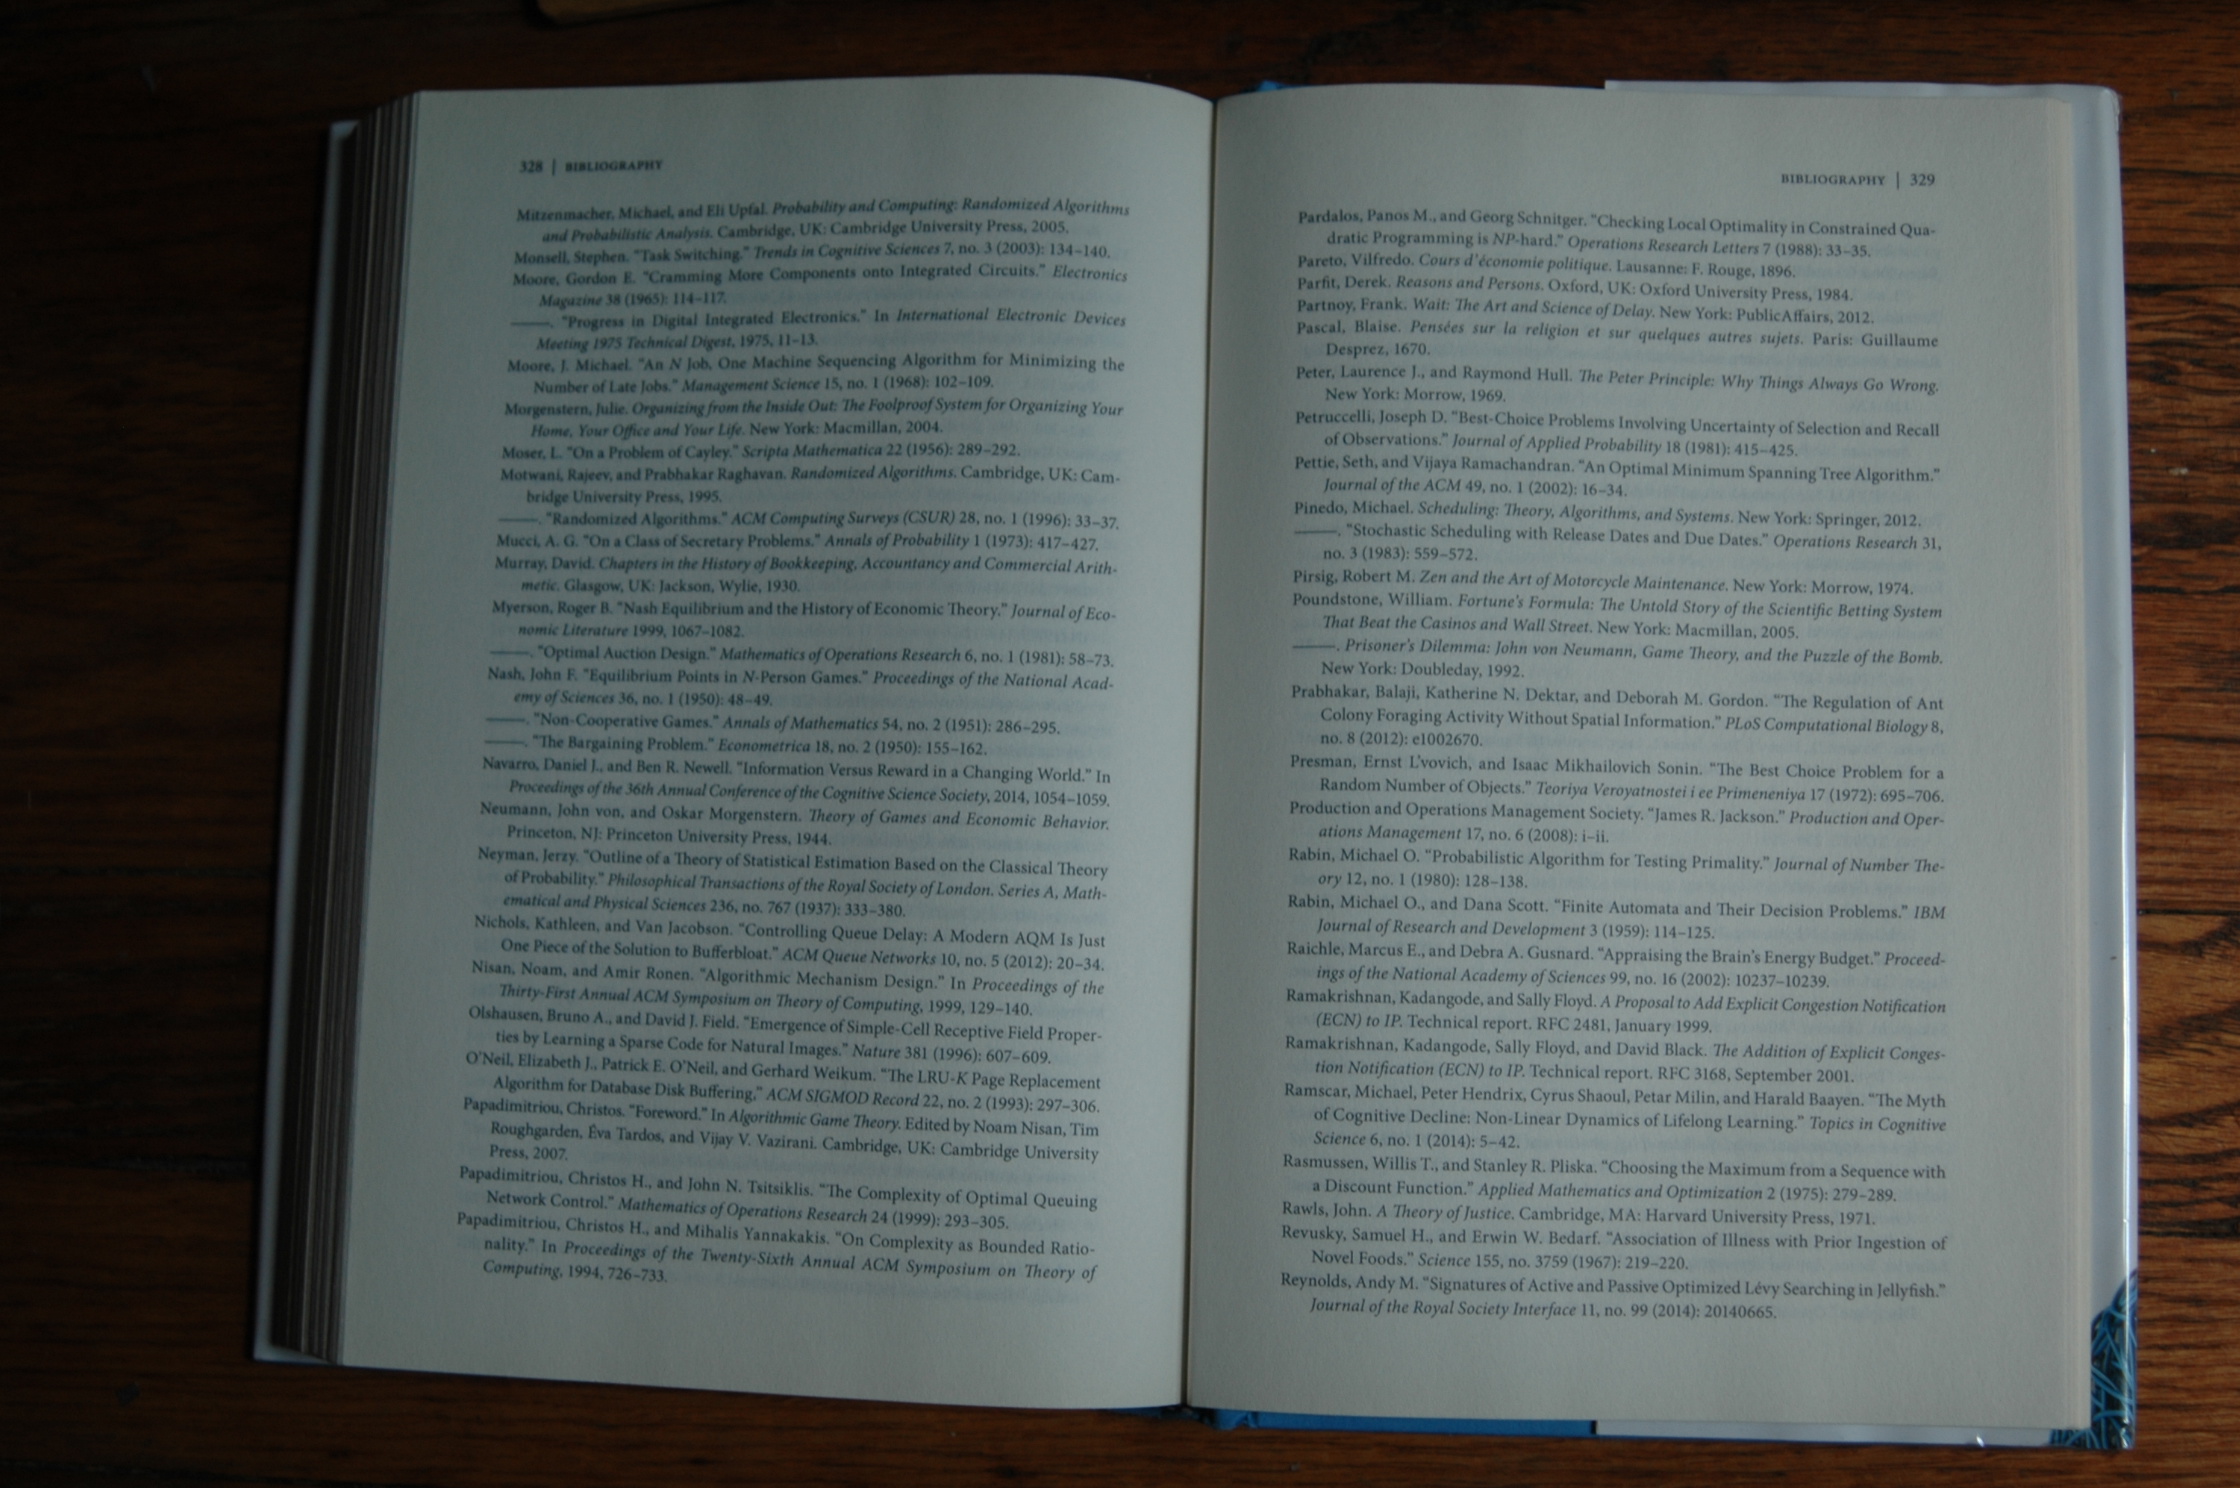 328 | BIBLIOGRAPHY
Mitzenmacher, Michael, and Eli Upfal. Probability and Computing: Randomized Algorithms
and Probabilistic Analysis. Cambridge, UK: Cambridge University Press, 2005.
Monsell, Stephen. “Task Switching.” Trends in Cognitive Sciences 7, no. 3 (2003): 134–140.
Moore, Gordon E. “Cramming More Components onto Integrated Circuits.” Electronics
Magazine 38 (1965): 114–117.
———. “Progress in Digital Integrated Electronics.” In International Electronic Devices
Meeting 1975 Technical Digest, 1975, 11–13.
Moore, J. Michael. “An N Job, One Machine Sequencing Algorithm for Minimizing the
Number of Late Jobs.” Management Science 15, no. 1 (1968): 102–109.
Morgenstern, Julie. Organizing from the Inside Out: The Foolproof System for Organizing Your
Home, Your Office and Your Life. New York: Macmillan, 2004.
Moser, L. “On a Problem of Cayley.” Scripta Mathematica 22 (1956): 289–292.
Motwani, Rajeev, and Prabhakar Raghavan. Randomized Algorithms. Cambridge, UK: Cam-
bridge University Press, 1995.
———. “Randomized Algorithms.” ACM Computing Surveys (CSUR) 28, no. 1 (1996): 33–37.
Mucci, A. G. “On a Class of Secretary Problems.” Annals of Probability 1 (1973): 417–427.
Murray, David. Chapters in the History of Bookkeeping, Accountancy and Commercial Arith-
metic. Glasgow, UK: Jackson, Wylie, 1930.
Myerson, Roger B. “Nash Equilibrium and the History of Economic Theory.” Journal of Eco-
nomic Literature 1999, 1067–1082.
———. “Optimal Auction Design.” Mathematics of Operations Research 6, no. 1 (1981): 58–73.
Nash, John F. “Equilibrium Points in N-Person Games.” Proceedings of the National Acad-
emy of Sciences 36, no. 1 (1950): 48–49.
———. “Non-Cooperative Games.” Annals of Mathematics 54, no. 2 (1951): 286–295.
———. “The Bargaining Problem.” Econometrica 18, no. 2 (1950): 155–162.
Navarro, Daniel J., and Ben R. Newell. “Information Versus Reward in a Changing World.” In
Proceedings of the 36th Annual Conference of the Cognitive Science Society, 2014, 1054–1059.
Neumann, John von, and Oskar Morgenstern. Theory of Games and Economic Behavior.
Princeton, NJ: Princeton University Press, 1944.
Neyman, Jerzy. “Outline of a Theory of Statistical Estimation Based on the Classical Theory
of Probability.” Philosophical Transactions of the Royal Society of London. Series A, Math-
ematical and Physical Sciences 236, no. 767 (1937): 333–380.
Nichols, Kathleen, and Van Jacobson. “Controlling Queue Delay: A Modern AQM Is Just
One Piece of the Solution to Bufferbloat.” ACM Queue Networks 10, no. 5 (2012): 20–34.
Nisan, Noam, and Amir Ronen. “Algorithmic Mechanism Design.” In Proceedings of the
Thirty-First Annual ACM Symposium on Theory of Computing, 1999, 129–140.
Olshausen, Bruno A., and David J. Field. “Emergence of Simple-Cell Receptive Field Proper-
ties by Learning a Sparse Code for Natural Images.” Nature 381 (1996): 607–609.
O’Neil, Elizabeth J., Patrick E. O’Neil, and Gerhard Weikum. “The LRU-K Page Replacement
Algorithm for Database Disk Buffering,” ACM SIGMOD Record 22, no. 2 (1993): 297–306.
Papadimitriou, Christos. “Foreword.” In Algorithmic Game Theory. Edited by Noam Nisan, Tim
Roughgarden, Éva Tardos, and Vijay V. Vazirani. Cambridge, UK: Cambridge University
Press, 2007.
Papadimitriou, Christos H., and John N. Tsitsiklis. “The Complexity of Optimal Queuing
Network Control.” Mathematics of Operations Research 24 (1999): 293–305.
Papadimitriou, Christos H., and Mihalis Yannakakis. “On Complexity as Bounded Ratio-
nality.” In Proceedings of the Twenty-Sixth Annual ACM Symposium on Theory of
Computing, 1994, 726–733.
BIBLIOGRAPHY | 329
Pardalos, Panos M., and Georg Schnitger. “Checking Local Optimality in Constrained Qua-
dratic Programming is NP-hard.” Operations Research Letters 7 (1988): 33–35.
Pareto, Vilfredo. Cours d’économie politique. Lausanne: F. Rouge, 1896.
Parfit, Derek. Reasons and Persons. Oxford, UK: Oxford University Press, 1984.
Partnoy, Frank. Wait: The Art and Science of Delay. New York: PublicAffairs, 2012.
Pascal, Blaise. Pensées sur la religion et sur quelques autres sujets. Paris: Guillaume
Desprez, 1670.
Peter, Laurence J., and Raymond Hull. The Peter Principle: Why Things Always Go Wrong.
New York: Morrow, 1969.
Petruccelli, Joseph D. “Best-Choice Problems Involving Uncertainty of Selection and Recall
of Observations.” Journal of Applied Probability 18 (1981): 415–425.
Pettie, Seth, and Vijaya Ramachandran. “An Optimal Minimum Spanning Tree Algorithm.”
Journal of the ACM 49, no. 1 (2002): 16–34.
Pinedo, Michael. Scheduling: Theory, Algorithms, and Systems. New York: Springer, 2012.
———. “Stochastic Scheduling with Release Dates and Due Dates.” Operations Research 31,
no. 3 (1983): 559–572.
Pirsig, Robert M. Zen and the Art of Motorcycle Maintenance. New York: Morrow, 1974.
Poundstone, William. Fortune’s Formula: The Untold Story of the Scientific Betting System
That Beat the Casinos and Wall Street. New York: Macmillan, 2005.
———. Prisoner’s Dilemma: John von Neumann, Game Theory, and the Puzzle of the Bomb.
New York: Doubleday, 1992.
Prabhakar, Balaji, Katherine N. Dektar, and Deborah M. Gordon. “The Regulation of Ant
Colony Foraging Activity Without Spatial Information.” PLoS Computational Biology 8,
no. 8 (2012): e1002670.
Presman, Ernst L’vovich, and Isaac Mikhailovich Sonin. “The Best Choice Problem for a
Random Number of Objects.” Teoriya Veroyatnostei i ee Primeneniya 17 (1972): 695–706.
Production and Operations Management Society. “James R. Jackson.” Production and Oper-
ations Management 17, no. 6 (2008): i–ii.
Rabin, Michael O. “Probabilistic Algorithm for Testing Primality.” Journal of Number The-
ory 12, no. 1 (1980): 128–138.
Rabin, Michael O., and Dana Scott. “Finite Automata and Their Decision Problems.” IBM
Journal of Research and Development 3 (1959): 114–125.
Raichle, Marcus E., and Debra A. Gusnard. “Appraising the Brain’s Energy Budget.” Proceed-
ings of the National Academy of Sciences 99, no. 16 (2002): 10237–10239.
Ramakrishnan, Kadangode, and Sally Floyd. A Proposal to Add Explicit Congestion Notification
(ECN) to IP. Technical report. RFC 2481, January 1999.
Ramakrishnan, Kadangode, Sally Floyd, and David Black. The Addition of Explicit Conges-
tion Notification (ECN) to IP. Technical report. RFC 3168, September 2001.
Ramscar, Michael, Peter Hendrix, Cyrus Shaoul, Petar Milin, and Harald Baayen. “The Myth
of Cognitive Decline: Non-Linear Dynamics of Lifelong Learning.” Topics in Cognitive
Science 6, no. 1 (2014): 5–42.
Rasmussen, Willis T., and Stanley R. Pliska. “Choosing the Maximum from a Sequence with
a Discount Function.” Applied Mathematics and Optimization 2 (1975): 279–289.
Rawls, John. A Theory of Justice. Cambridge, MA: Harvard University Press, 1971.
Revusky, Samuel H., and Erwin W. Bedarf. “Association of Illness with Prior Ingestion of
Novel Foods.” Science 155, no. 3759 (1967): 219–220.
Reynolds, Andy M. “Signatures of Active and Passive Optimized Lévy Searching in Jellyfish.”
Journal of the Royal Society Interface 11, no. 99 (2014): 20140665.